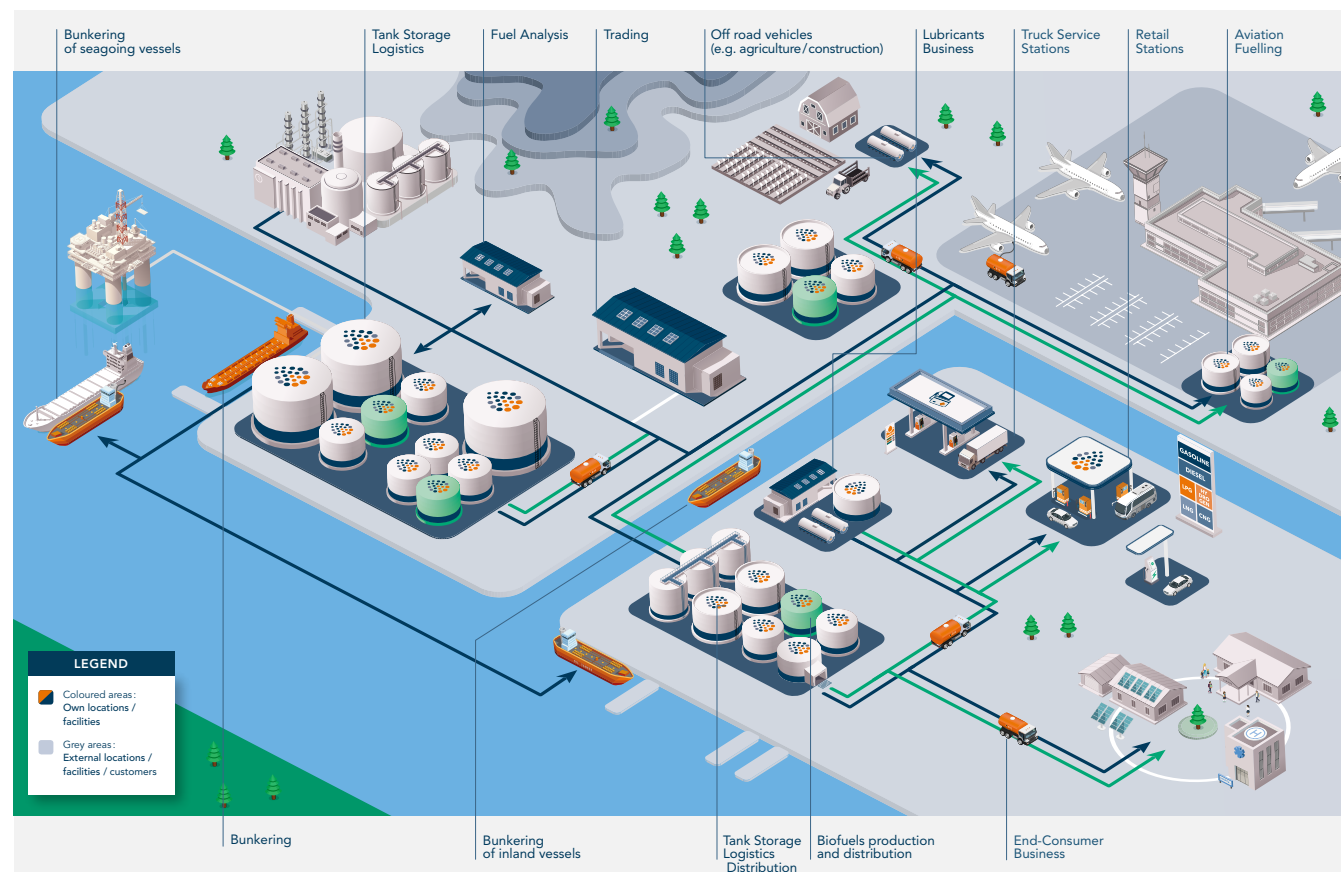 Bunkering
of seagoing vessels
Tank Storage
Logistics
Fuel Analysis
Trading
Off road vehicles
(e.g. agriculture/construction)
Lubricants
Business
Truck Service
Stations
Retail
Stations
Aviation
Fuelling
GASOLINE
DIESEL
LPG
HY
DRO
GEN
LNG
CNG
H
LEGEND
Coloured areas:
Own locations /
facilities
Grey areas:
External locations /
facilities / customers
Bunkering
Bunkering
of inland vessels
Tank Storage
Logistics
Distribution
Biofuels production
and distribution
End-Consumer
Business